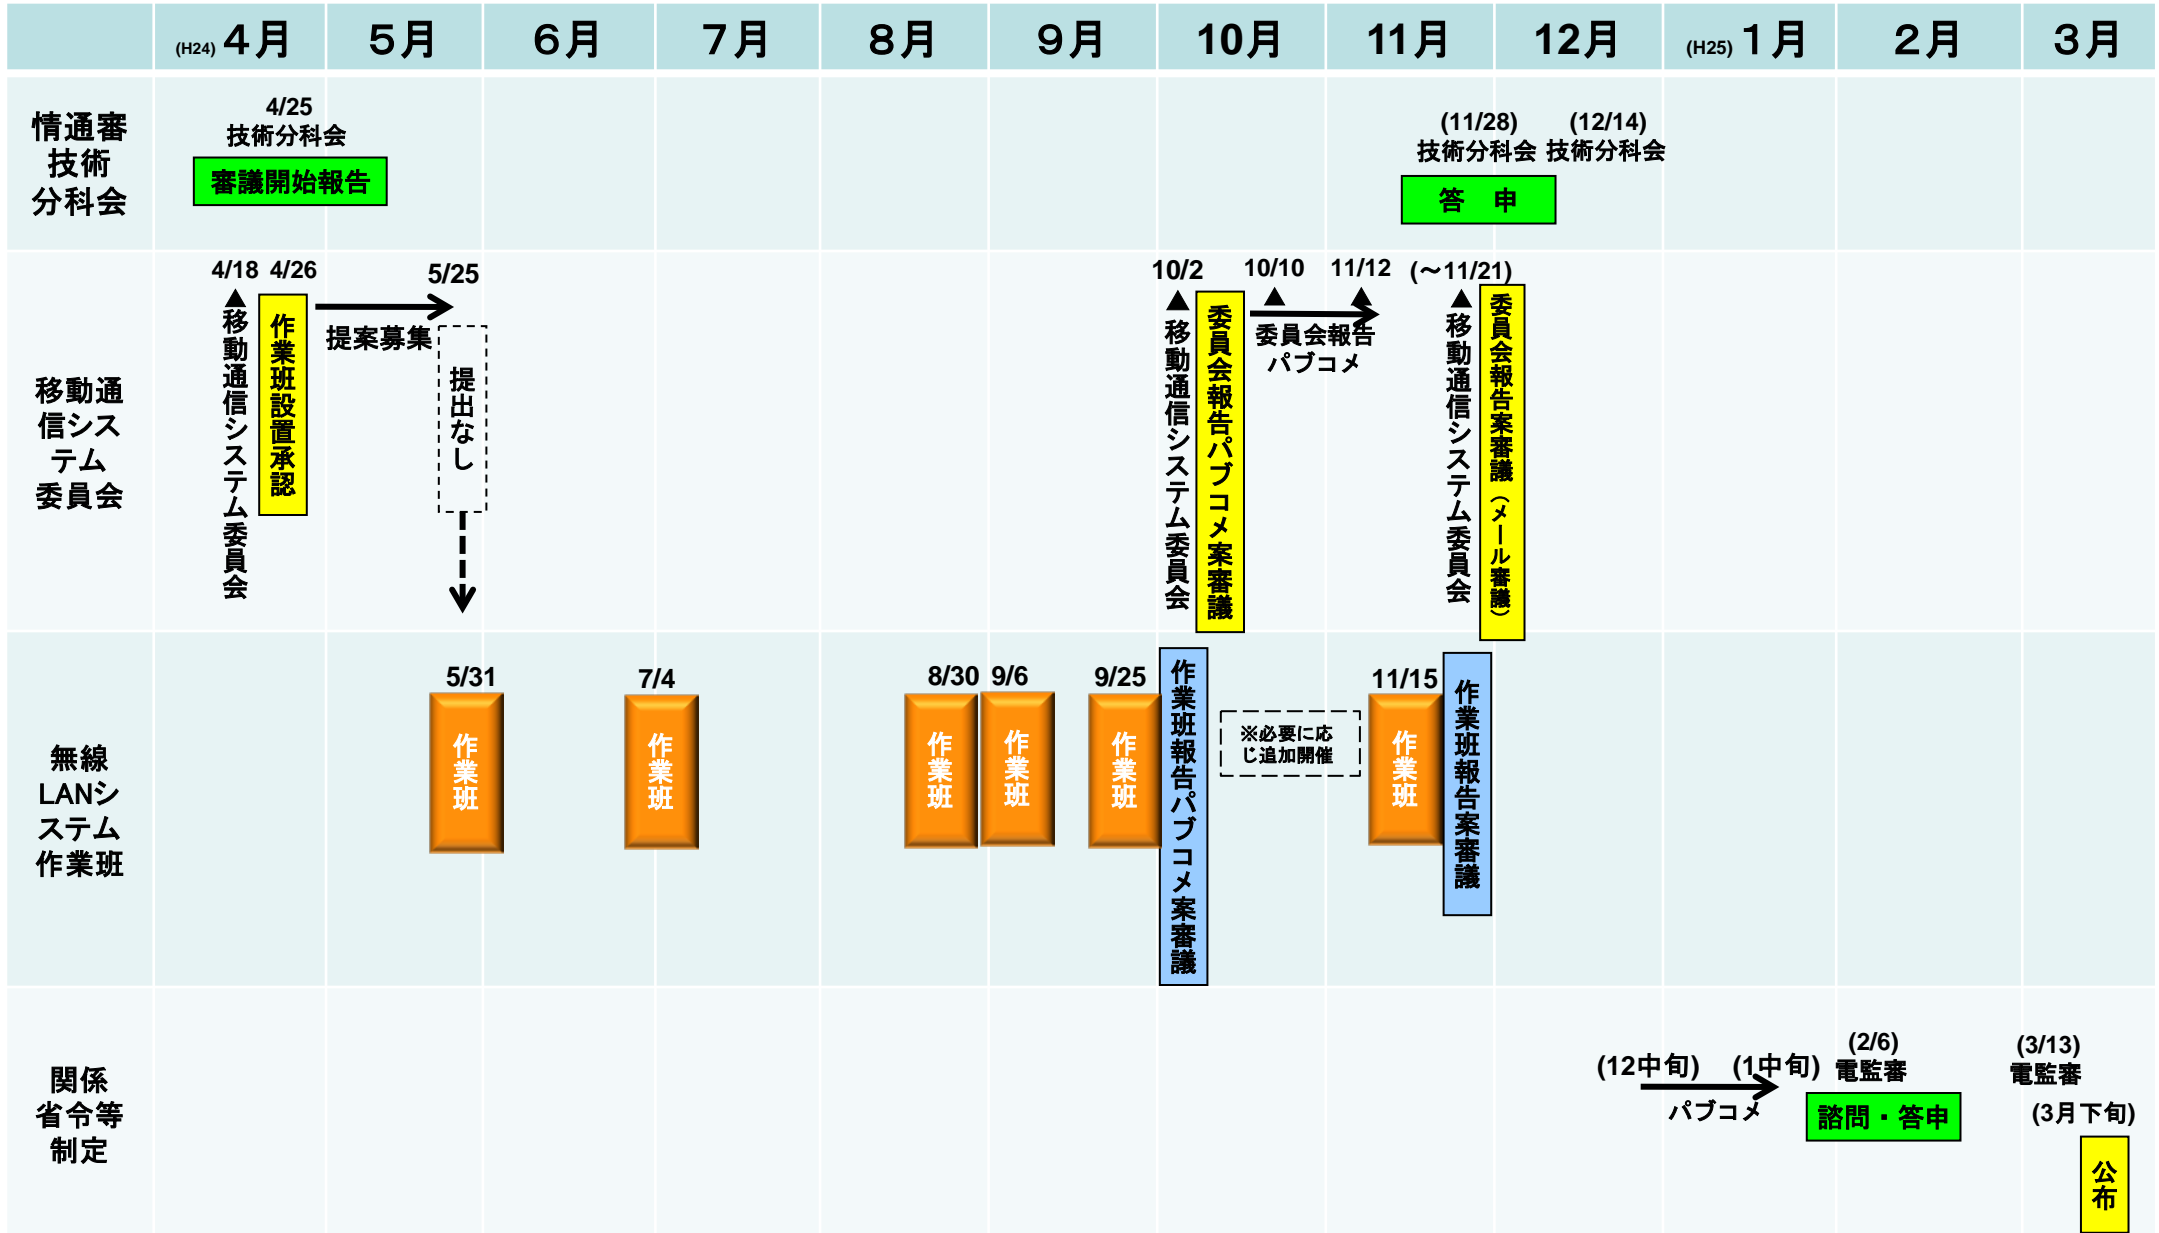 (H24) 4月
5月
6月
7月
8月
9月
10月
11月
12月
(H25) 1月
2月
3月
情通審
技術
分科会
4/25
技術分科会
審議開始報告
(11/28)
技術分科会
(12/14)
技術分科会
答 申
移動通
信シス
テム
委員会
4/18
▲移動通信システム委員会
4/26
作業班設置承認
提案募集
5/25
提出なし
10/2
▲移動通信システム委員会
委員会報告パブコメ案審議
10/10
▲
11/12
▲
委員会報告
パブコメ
(～11/21)
▲移動通信システム委員会
委員会報告案審議（メール審議）
無線
LANシ
ステム
作業班
5/31
作業班
7/4
作業班
8/30
作業班
9/6
作業班
9/25
作業班
作業班報告パブコメ案審議
※必要に応
じ追加開催
11/15
作業班
作業班報告案審議
関係
省令等
制定
(12中旬)
(1中旬)
パブコメ
(2/6)
電監審
諮問・答申
(3/13)
電監審
(3月下旬)
公布